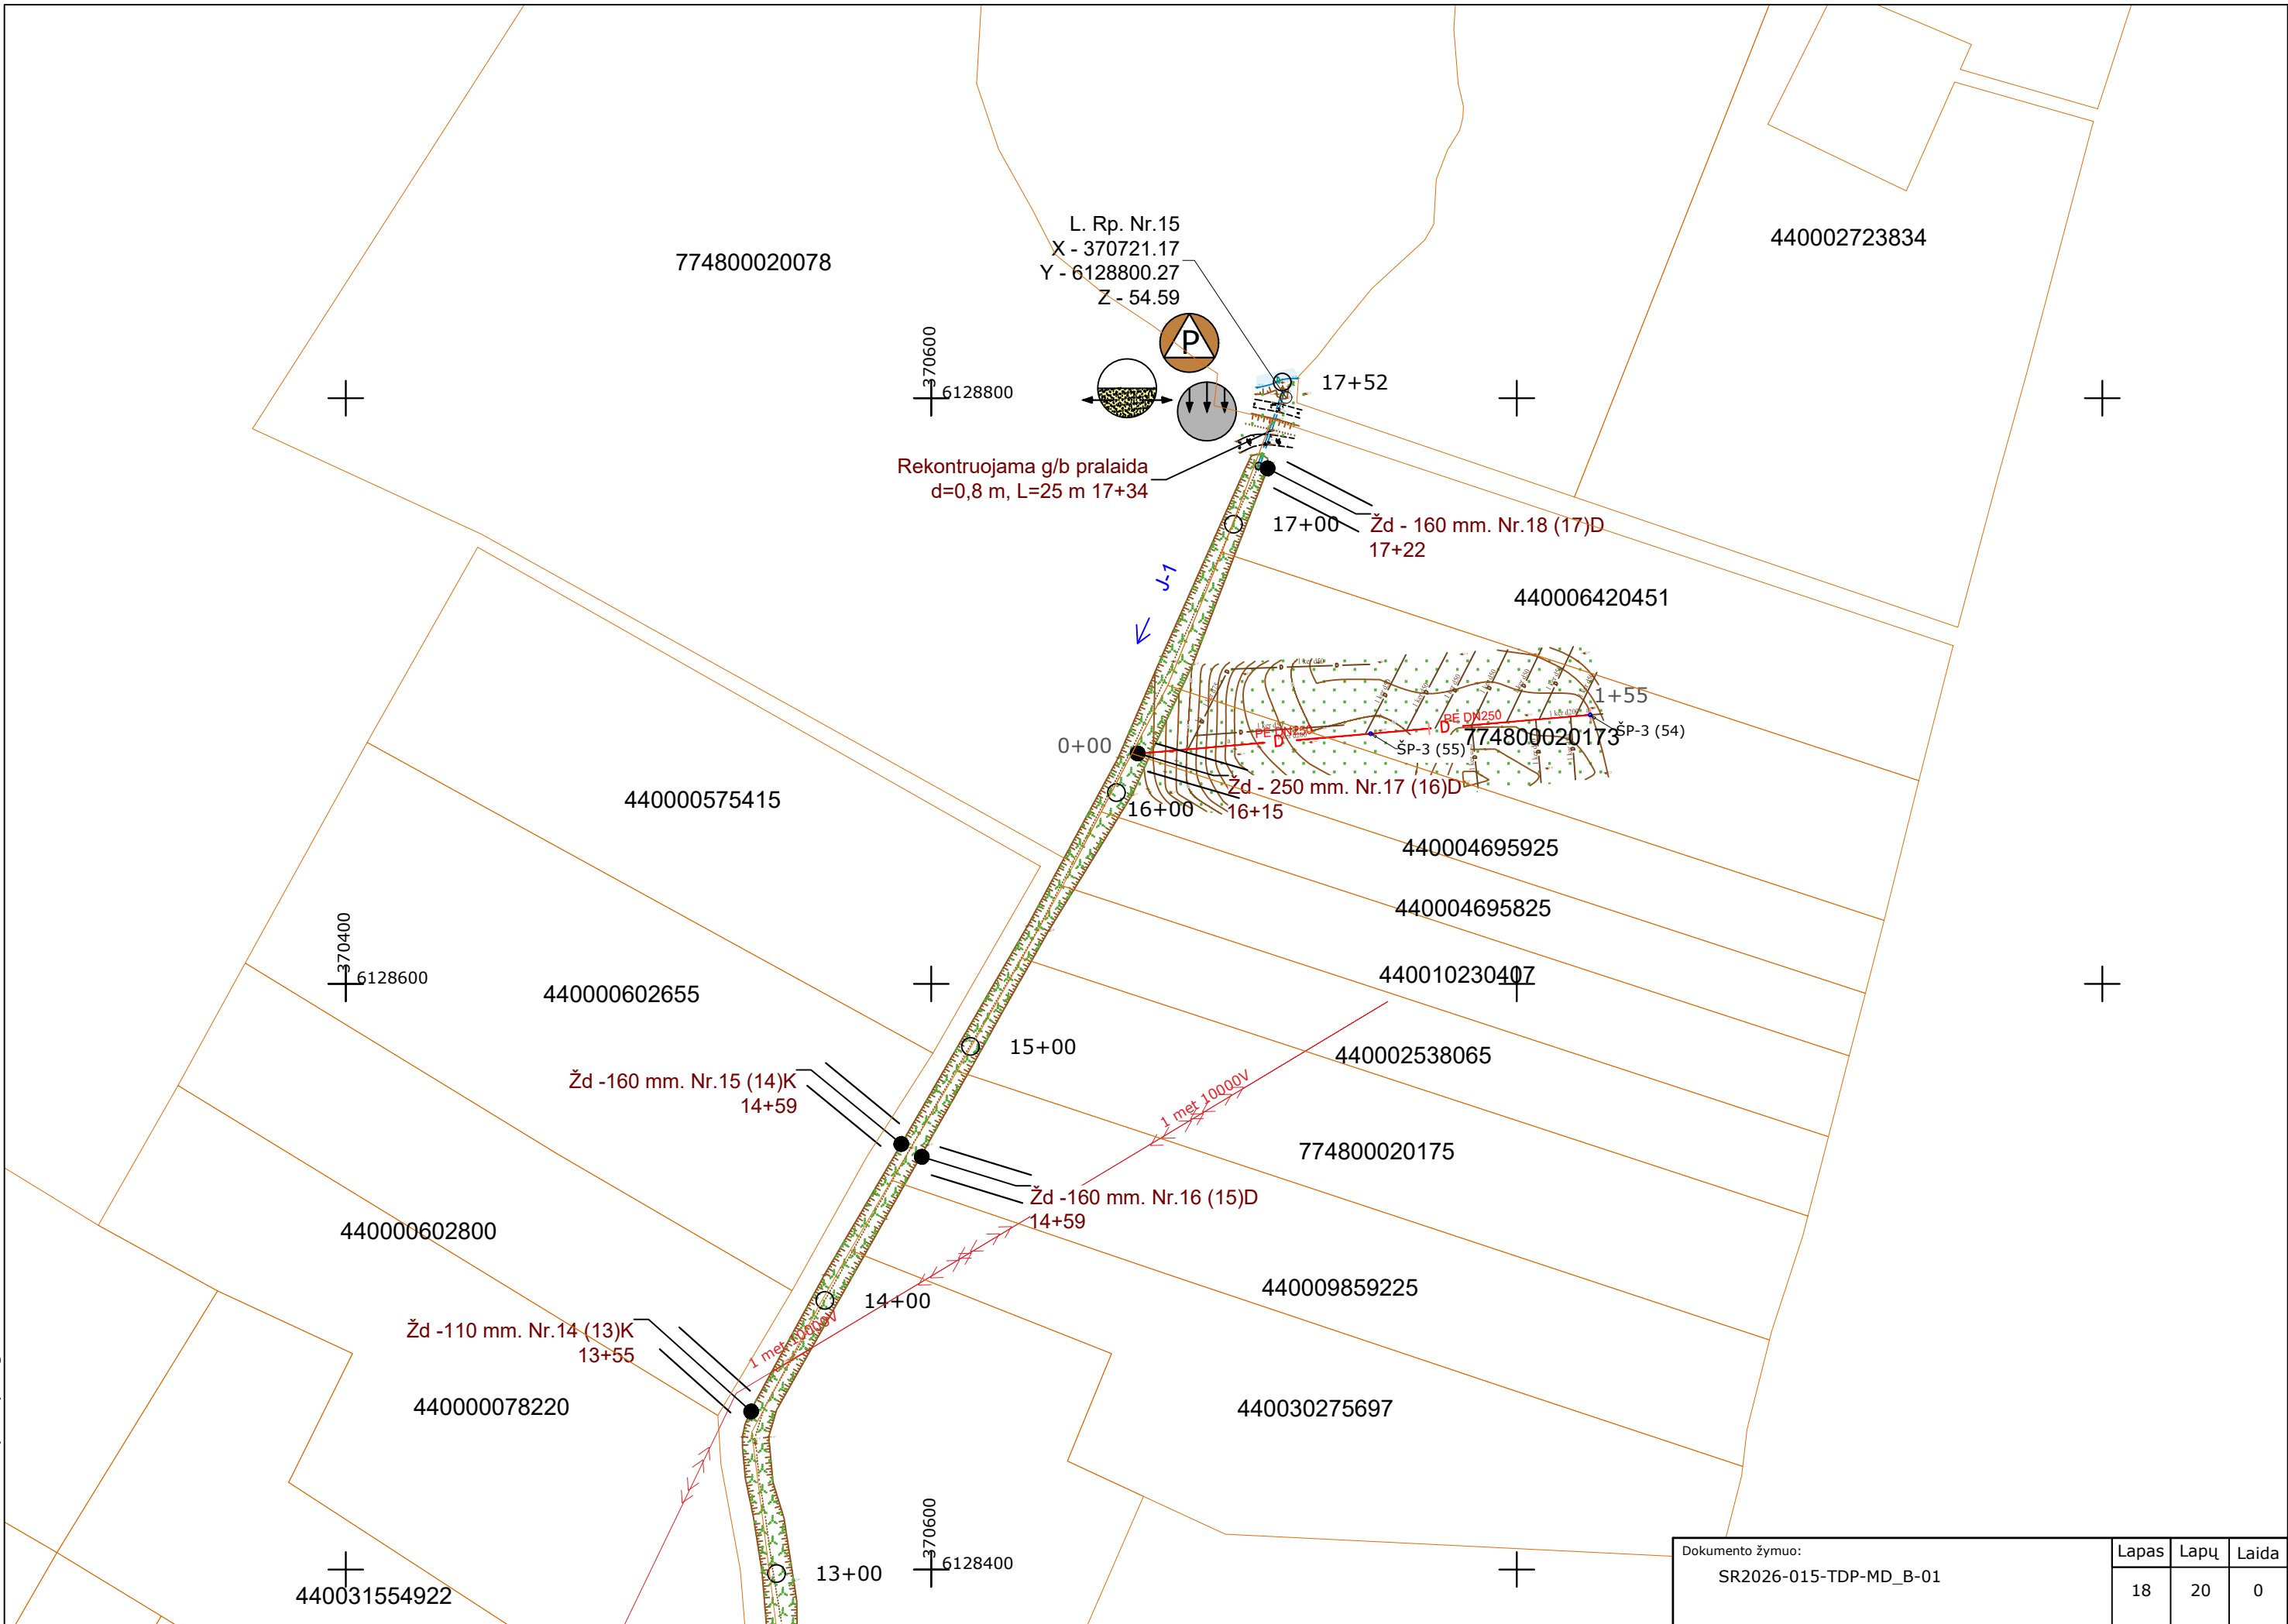 L. Rp. Nr.15
X - 370721.17
Y - 6128800.27
Z - 54.59
774800020078
440002723834
P
370600
6128800
17+52
Rekontruojama g/b pralaida
d=0,8 m, L=25 m 17+34
17+00
Žd - 160 mm. Nr.18 (17)D
17+22
J-1
440006420451
1+55
PE DN250
D
ŠP-3 (54)
774800020173
0+00
PE DN250
D
ŠP-3 (55)
Žd - 250 mm. Nr.17 (16)D
16+15
16+00
440000575415
440004695925
440004695825
370400
6128600
440010230407
440000602655
15+00
440002538065
Žd -160 mm. Nr.15 (14)K
14+59
1 met 10000V
774800020175
Žd -160 mm. Nr.16 (15)D
14+59
440000602800
440009859225
14+00
1 met 10000V
Žd -110 mm. Nr.14 (13)K
13+55
440000078220
440030275697
370600
6128400
13+00
440031554922
Dokumento žymuo:
SR2026-015-TDP-MD_B-01
Lapas Lapų Laida
18 20 0